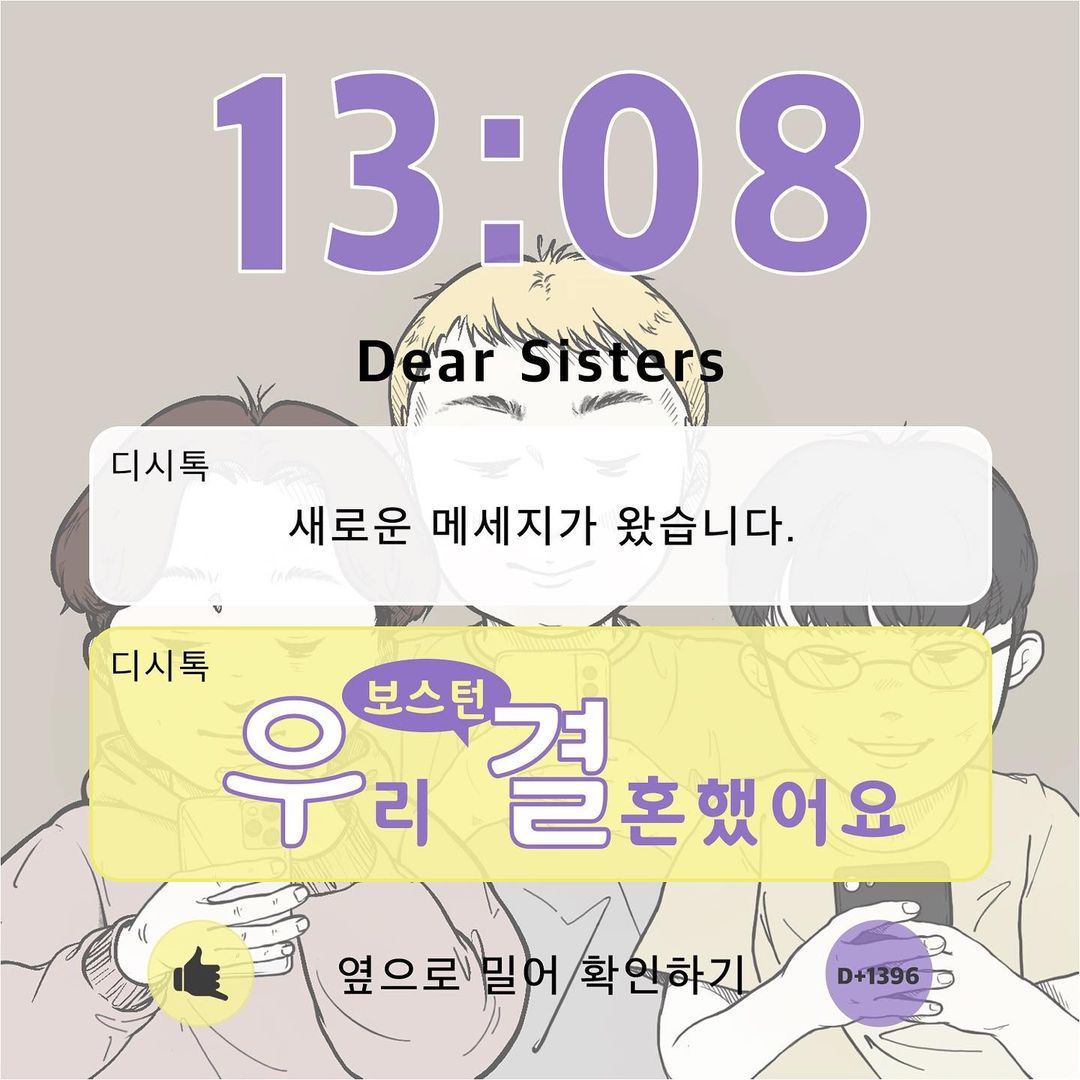 13:08
Dear Sisters
디시톡
새로운 메세지가 왔습니다.
디시톡
보스턴
우리 결혼했어요
옆으로 밀어 확인하기
D+1396